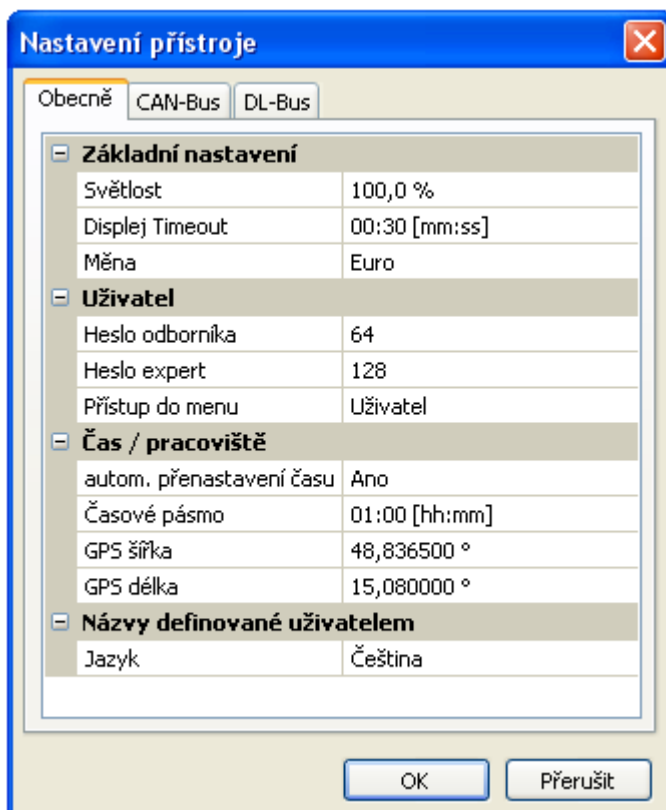 Nastavení přístroje
Obecně CAN-Bus DL-Bus
Základní nastavení
Světlost 100,0 %
Displej Timeout 00:30 [mm:ss]
Měna Euro
Uživatel
Heslo odborníka 64
Heslo expert 128
Přístup do menu Uživatel
Čas / pracoviště
autom. přenastavení času Ano
Časové pásmo 01:00 [hh:mm]
GPS šířka 48,836500 °
GPS délka 15,080000 °
Názvy definované uživatelem
Jazyk Čeština
OK Přerušit